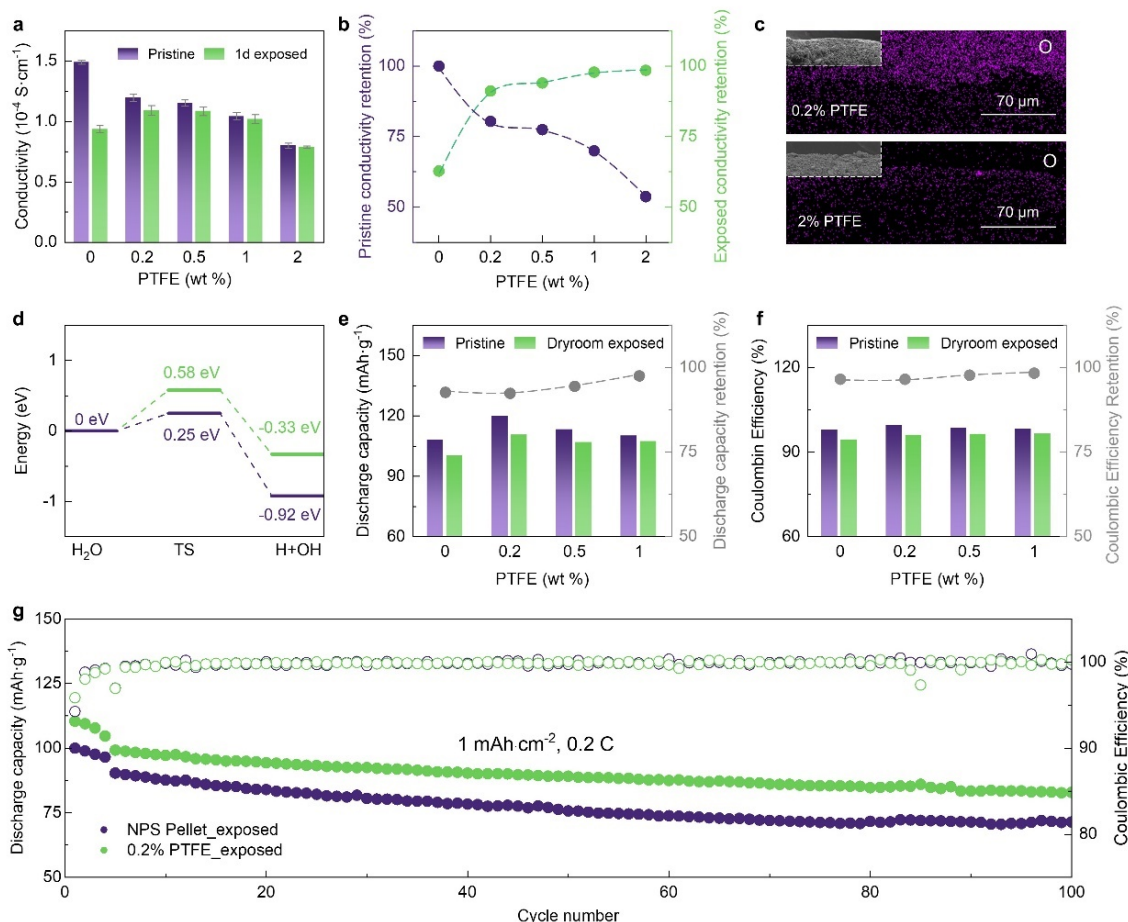 a
Conductivity (10⁻⁴ S·cm⁻¹)
Pristine
1d exposed
1.5
1.0
0.5
0.0
0 0.2 0.5 1 2
PTFE (wt %)
b
Pristine conductivity retention (%)
100
75
50
Exposed conductivity retention (%)
100
75
50
0 0.2 0.5 1 2
PTFE (wt %)
c
O
0.2% PTFE
70 µm
O
2% PTFE
70 µm
d
Energy (eV)
1
0
-1
0 eV
0.58 eV
0.25 eV
-0.33 eV
-0.92 eV
H₂O TS H+OH
e
Discharge capacity (mAh·g⁻¹)
150
120
90
60
Pristine
Dryroom exposed
100
75
50
Discharge capacity retention (%)
0 0.2 0.5 1
PTFE (wt %)
f
Coulombin Efficiency (%)
120
100
80
60
Pristine
Dryroom exposed
100
75
50
Coulombic Efficiency Retention (%)
0 0.2 0.5 1
PTFE (wt %)
g
Discharge capacity (mAh·g⁻¹)
150
125
100
75
50
1 mAh·cm⁻², 0.2 C
NPS Pellet_exposed
0.2% PTFE_exposed
100
90
80
Coulombic Efficiency (%)
0 20 40 60 80 100
Cycle number